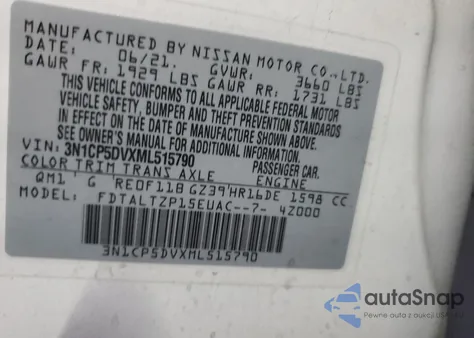 MANUFACTURED BY NISSAN MOTOR CO., LTD.
DATE: 06/21. GVWR: 3660 LBS
GAWR FR: 1929 LBS GAWR RR: 1731 LBS
THIS VEHICLE CONFORMS TO ALL APPLICABLE FEDERAL MOTOR
VEHICLE SAFETY, BUMPER AND THEFT PREVENTION STANDARDS
IN EFFECT ON THE DATE OF MANUFACTURE SHOWN ABOVE.
SEE OWNER'S MANUAL FOR ADDITIONAL INFORMATION.
VIN: 3N1CP5DVXML515790 PASSENGER CAR.
COLOR TRIM TRANS AXLE ENGINE
QM1 G RE0F11B GZ39 HR16DE 1598 CC
MODEL: FDTALTZP15EUAC--7- 4Z000
3N1CP5DVXML515790
autoSnap
Pewne auto z aukcji USA